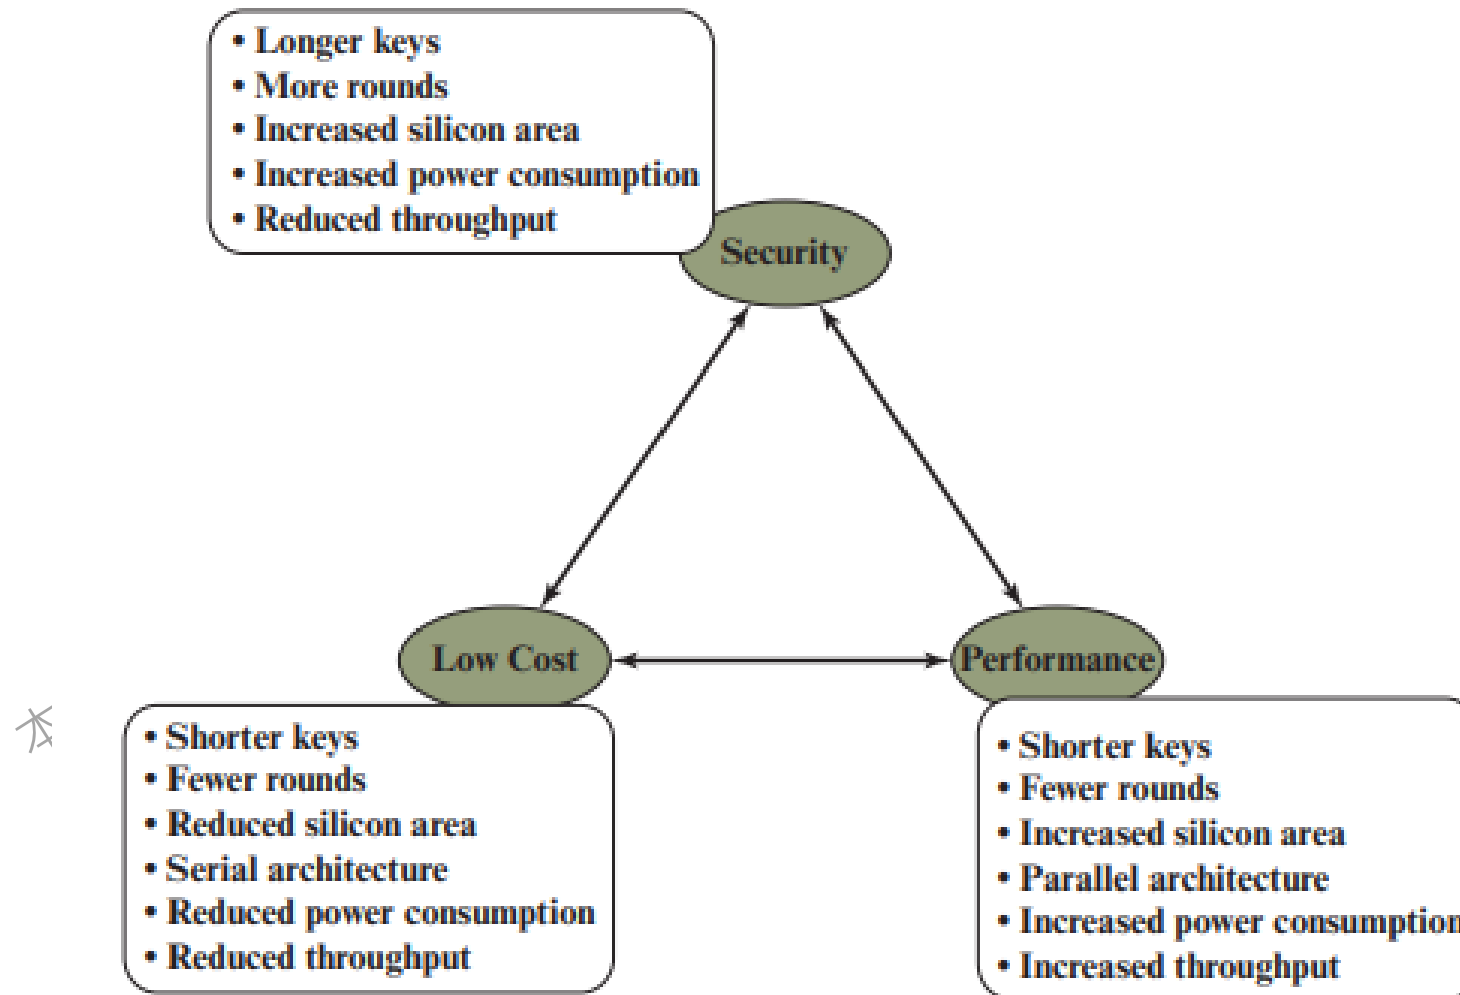 • Longer keys
• More rounds
• Increased silicon area
• Increased power consumption
• Reduced throughput
Security
Low Cost
Performance
• Shorter keys
• Fewer rounds
• Reduced silicon area
• Serial architecture
• Reduced power consumption
• Reduced throughput
• Shorter keys
• Fewer rounds
• Increased silicon area
• Parallel architecture
• Increased power consumption
• Increased throughput